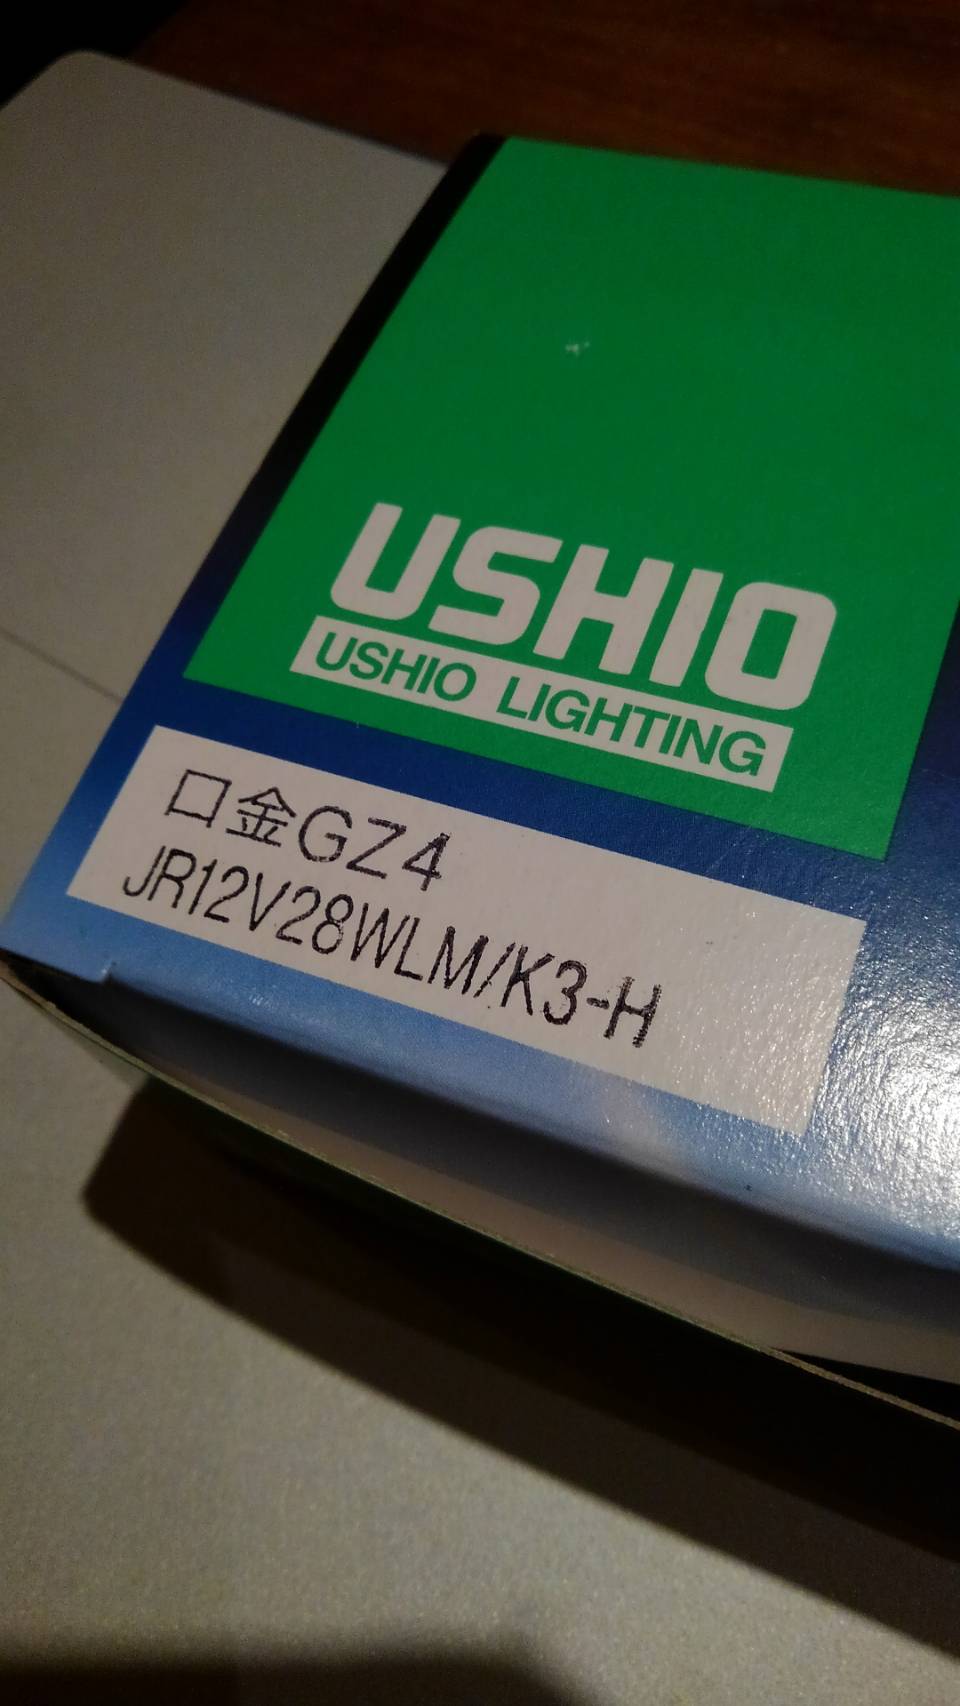 USHIO
USHIO LIGHTING
口金GZ4
JR12V28WLM/K3-H